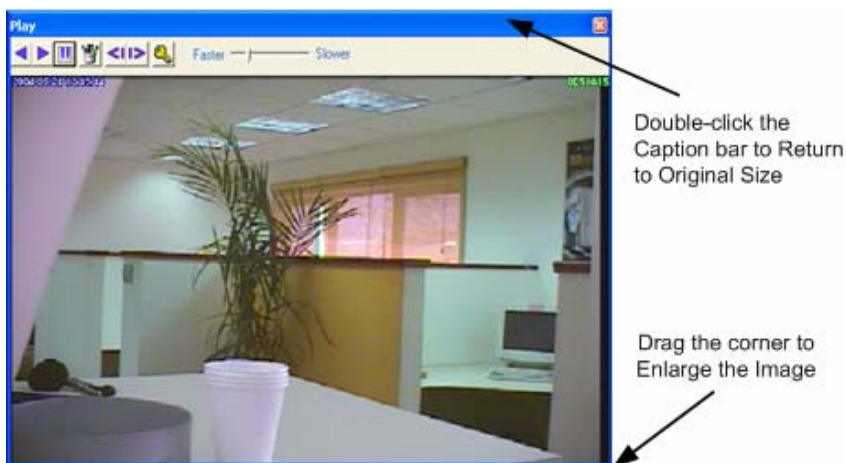 Play
Faster
Slower
Double-click the
Caption bar to Return
to Original Size
Drag the corner to
Enlarge the Image